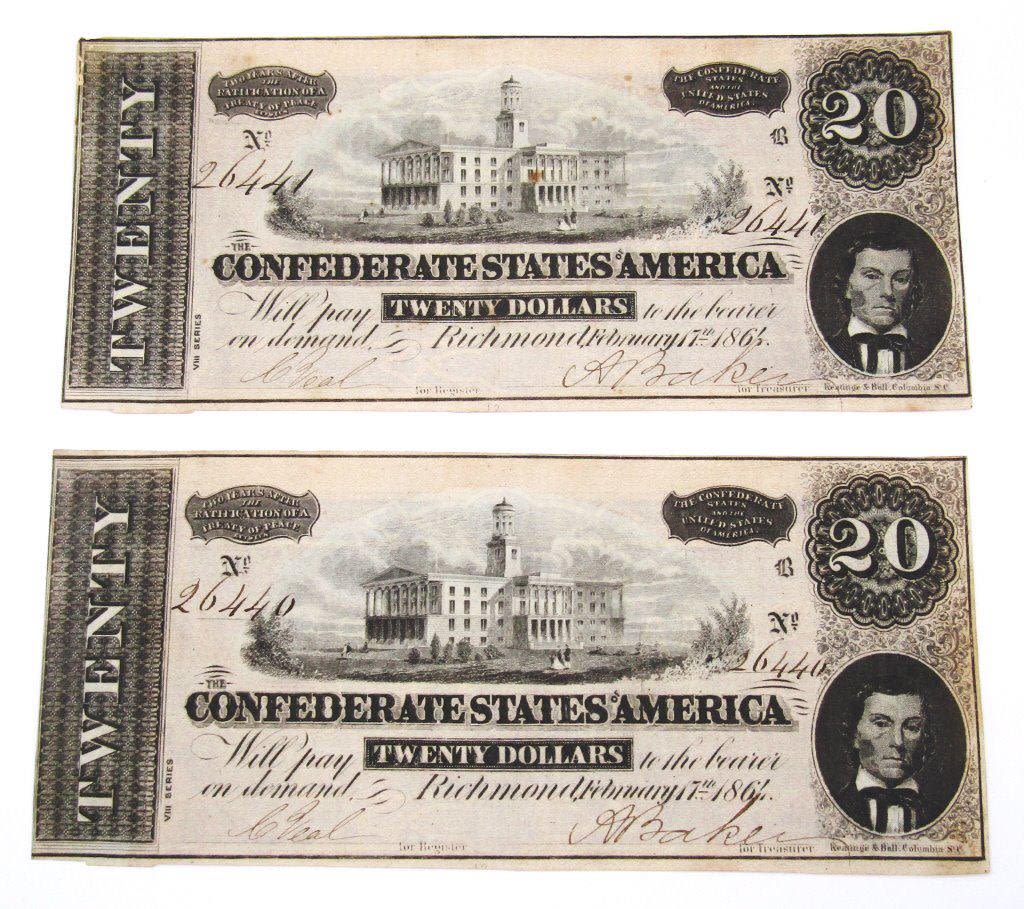 TWENTY
TWO YEARS AFTER
THE
RATIFICATION OF A
TREATY OF PEACE
THE CONFEDERATE
STATES
AND THE
UNITED STATES
OF AMERICA.
20
No
B
26441
No
26441
THE
CONFEDERATE STATES OF AMERICA
Will pay TWENTY DOLLARS to the bearer
on demand, Richmond, February 17th 1864.
VIII SERIES
for Register
A Baker
for Treasurer
Keatinge & Ball, Columbia S.C.
TWENTY
TWO YEARS AFTER
THE
RATIFICATION OF A
TREATY OF PEACE
THE CONFEDERATE
STATES
AND THE
UNITED STATES
OF AMERICA.
20
No
B
26440
No
26440
THE
CONFEDERATE STATES OF AMERICA
Will pay TWENTY DOLLARS to the bearer
on demand, Richmond, February 17th 1864.
VIII SERIES
for Register
A Baker
for Treasurer
Keatinge & Ball, Columbia S.C.